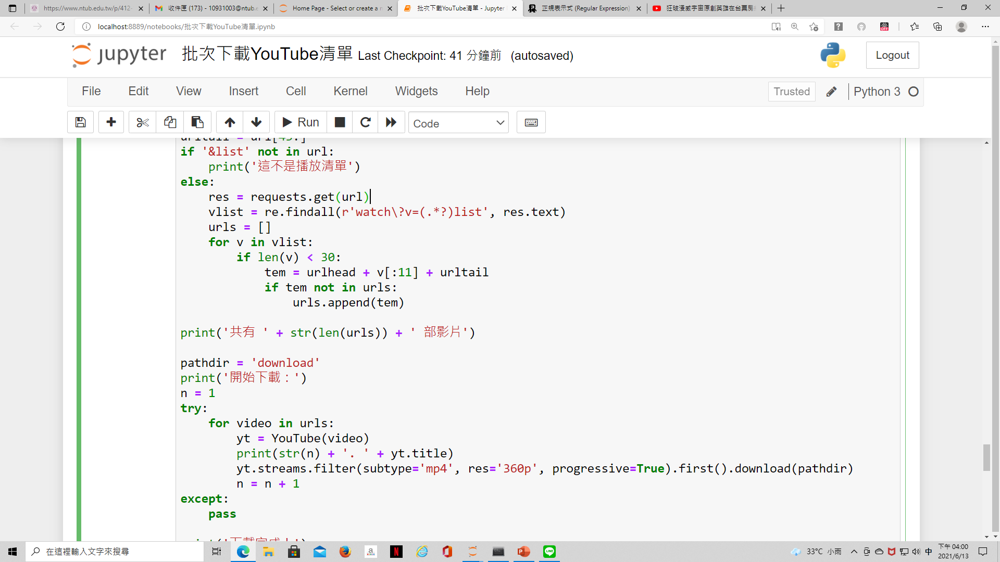 https://www.ntub.edu.tw/p/412-
收件匣 (173) - 10931003@ntub.e
Home Page - Select or create a n
批次下載YouTube清單 - Jupyter
正規表示式 (Regular Expression)
狂破漫威宇宙原創英雄在台票房
localhost:8889/notebooks/批次下載YouTube清單.ipynb
jupyter 批次下載YouTube清單 Last Checkpoint: 41 分鐘前 (autosaved)
Logout
File Edit View Insert Cell Kernel Widgets Help
Trusted Python 3
Run Code
urltail = url[43:]
if '&list' not in url:
    print('這不是播放清單')
else:
    res = requests.get(url)
    vlist = re.findall(r'watch\?v=(.*?)list', res.text)
    urls = []
    for v in vlist:
        if len(v) < 30:
            tem = urlhead + v[:11] + urltail
            if tem not in urls:
                urls.append(tem)
print('共有 ' + str(len(urls)) + ' 部影片')
pathdir = 'download'
print('開始下載：')
n = 1
try:
    for video in urls:
        yt = YouTube(video)
        print(str(n) + '. ' + yt.title)
        yt.streams.filter(subtype='mp4', res='360p', progressive=True).first().download(pathdir)
        n = n + 1
except:
    pass
在這裡輸入文字來搜尋
33°C 小雨
中
下午 04:00
2021/6/13